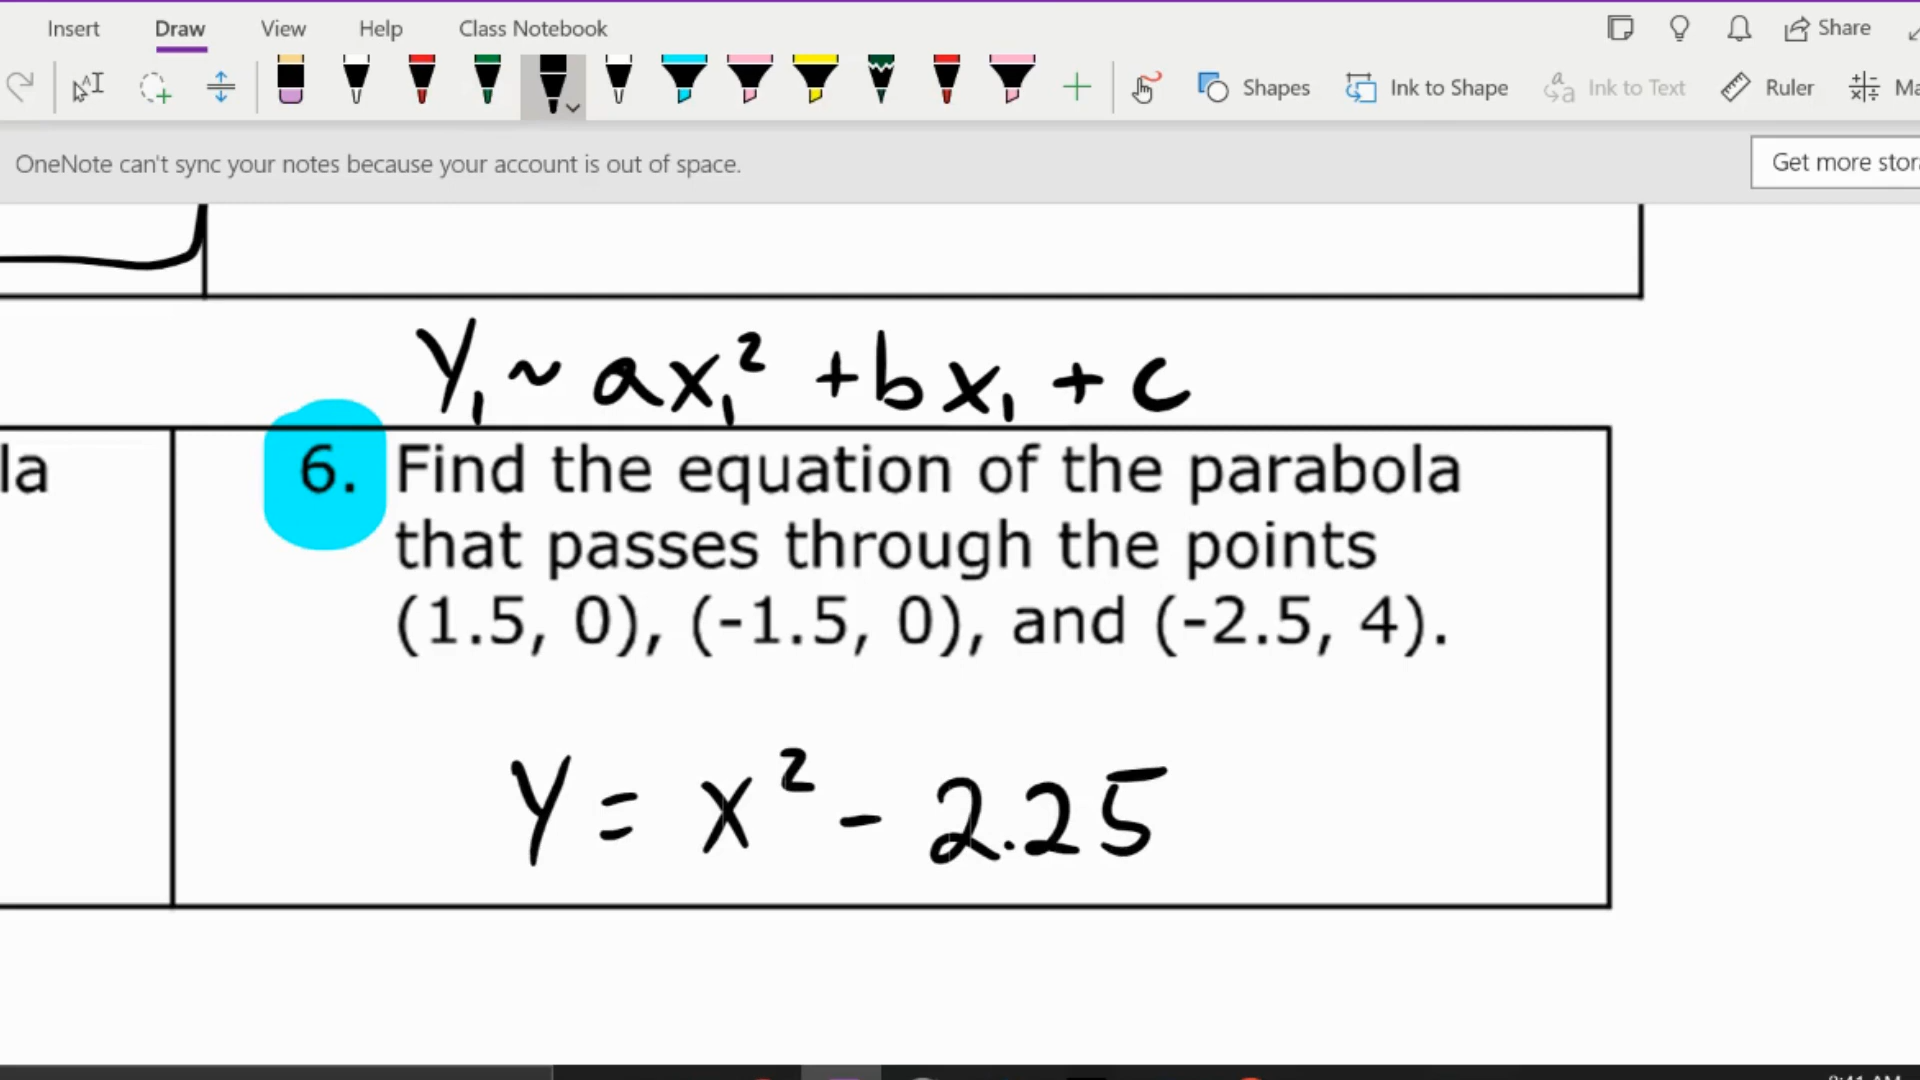 Insert Draw View Help Class Notebook Share
Shapes Ink to Shape Ink to Text Ruler
OneNote can't sync your notes because your account is out of space. Get more
y₁ ~ ax₁² + bx₁ + c
la
6. Find the equation of the parabola
that passes through the points
(1.5, 0), (-1.5, 0), and (-2.5, 4).
y = x² - 2.25